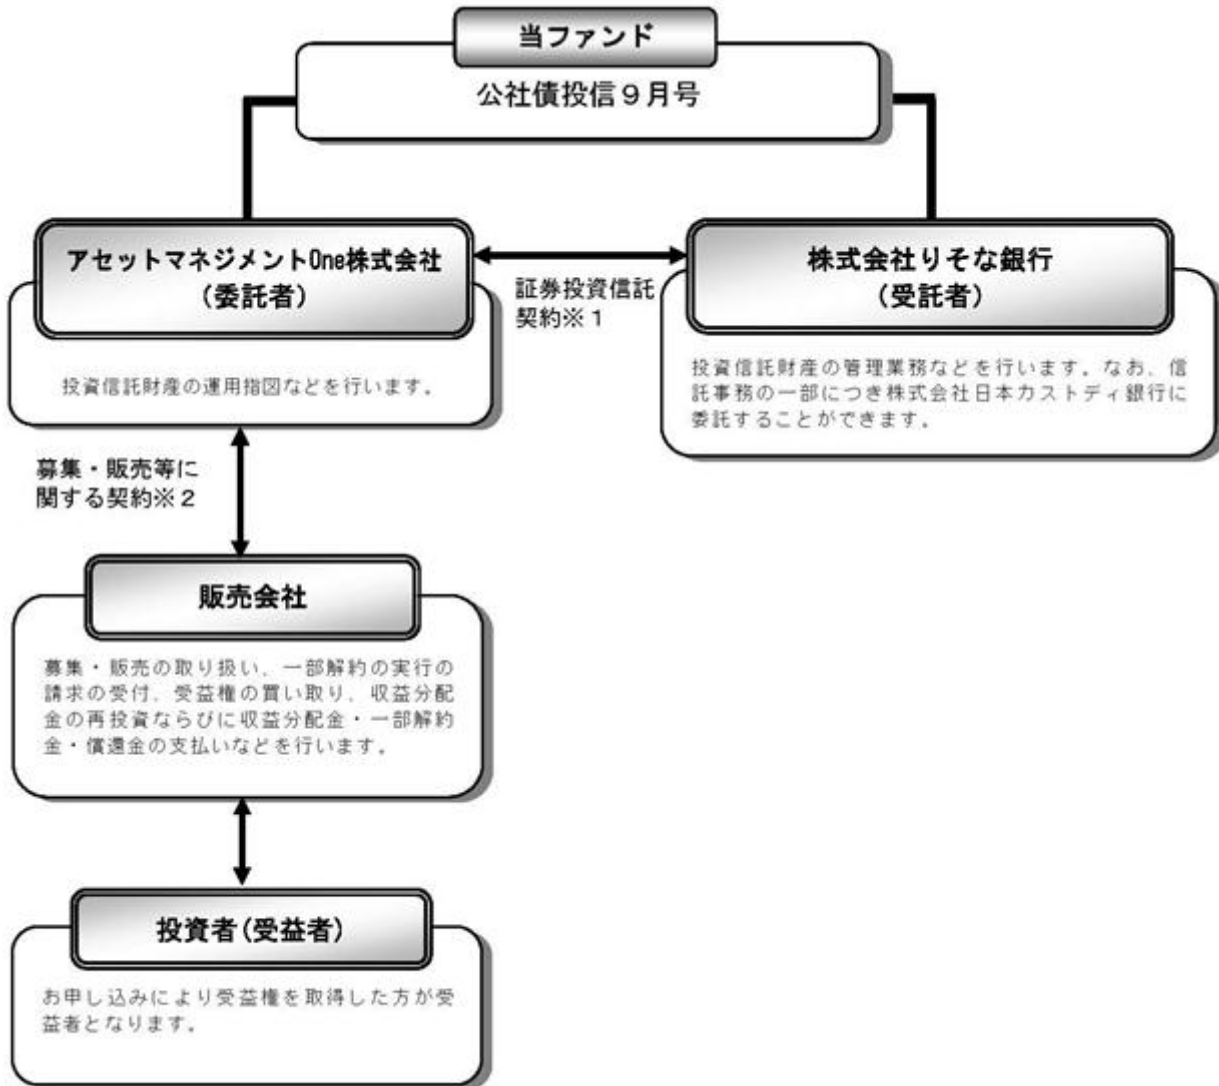 当ファンド
公社債投信9月号
アセットマネジメントOne株式会社
(委託者)
投資信託財産の運用指図などを行います。
証券投資信託
契約※1
株式会社りそな銀行
(受託者)
投資信託財産の管理業務などを行います。なお、信
託事務の一部につき株式会社日本カストディ銀行に
委託することができます。
募集・販売等に
関する契約※2
販売会社
募集・販売の取り扱い、一部解約の実行の
請求の受付、受益権の買い取り、収益分配
金の再投資ならびに収益分配金・一部解約
金・償還金の支払いなどを行います。
投資者(受益者)
お申し込みにより受益権を取得した方が受
益者となります。